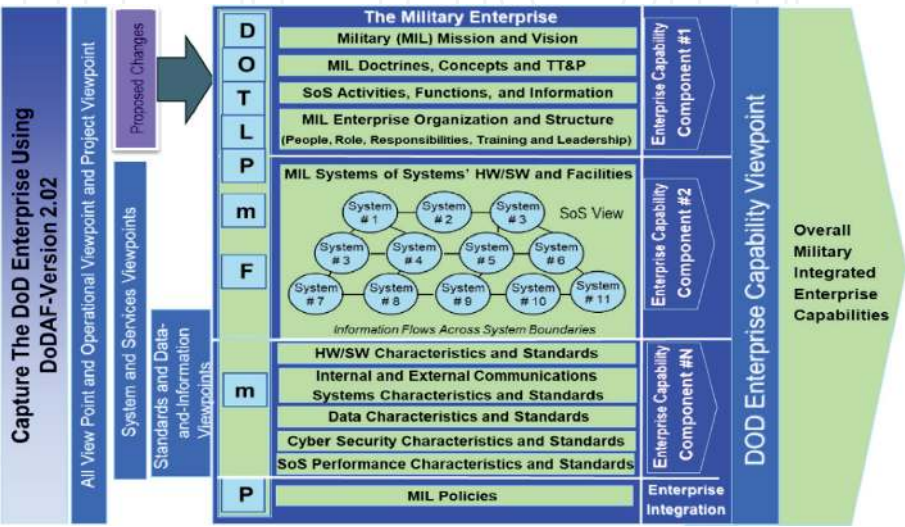 Capture The DoD Enterprise Using
DoDAF-Version 2.02
All View Point and Operational Viewpoint and Project Viewpoint
System and Services Viewpoints
Standards and Data-
and-Information
Viewpoints
Proposed Changes
D
O
T
L
P
m
F
m
P
The Military Enterprise
Military (MIL) Mission and Vision
MIL Doctrines, Concepts and TT&P
SoS Activities, Functions, and Information
MIL Enterprise Organization and Structure
(People, Role, Responsibilities, Training and Leadership)
MIL Systems of Systems' HW/SW and Facilities
SoS View
System
# 1
System
# 2
System
# 3
System
# 3
System
# 4
System
# 5
System
# 6
System
# 7
System
# 8
System
# 9
System
# 10
System
# 11
Information Flows Across System Boundaries
HW/SW Characteristics and Standards
Internal and External Communications
Systems Characteristics and Standards
Data Characteristics and Standards
Cyber Security Characteristics and Standards
SoS Performance Characteristics and Standards
MIL Policies
Enterprise Capability
Component #1
Enterprise Capability
Component #2
Enterprise Capability
Component #N
Enterprise
Integration
DOD Enterprise Capability Viewpoint
Overall
Military
Integrated
Enterprise
Capabilities